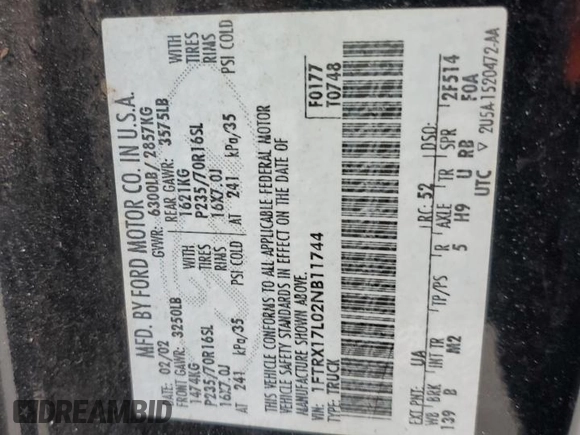 MFD. BY FORD MOTOR CO. IN U.S.A.
DATE: 02/02 GVWR: 6300LB/ 2857KG
FRONT GAWR: 3250LB REAR GAWR: 3575LB
1474KG WITH 1621KG WITH
P235/70R16SL TIRES P235/70R16SL TIRES
16X7.0J RIMS 16X7.0J RIMS
AT 241 kPa/35 PSI COLD AT 241 kPa/35 PSI COLD
THIS VEHICLE CONFORMS TO ALL APPLICABLE FEDERAL MOTOR
VEHICLE SAFETY STANDARDS IN EFFECT ON THE DATE OF
MANUFACTURE SHOWN ABOVE.
VIN: 1FTRX17L02NB11744
TYPE: TRUCK
F0177
T0748
EXT PNT: UA RC: 52 DSO:
WB BRK INT TR TP/PS R AXLE TR SPR 2F514
139 B M2 5 H9 U RB F0A
UTC ▽ 2U5A-1520472-AA
DREAMBID